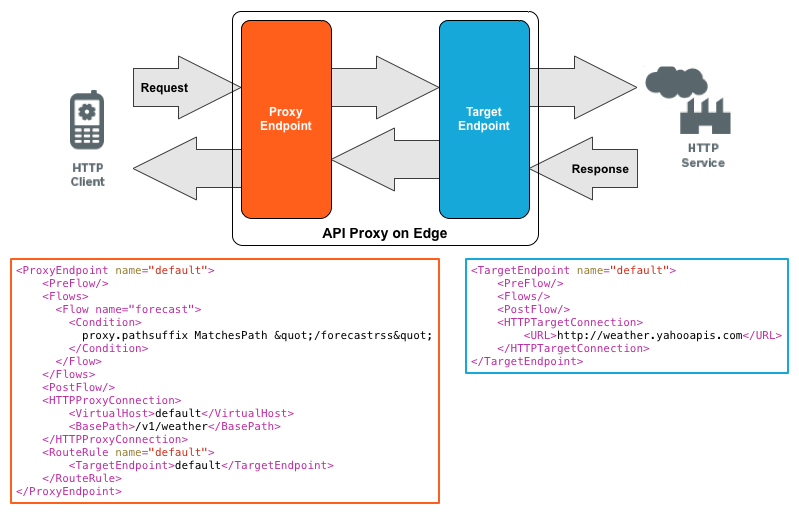 Request
Proxy
Endpoint
Target
Endpoint
HTTP
Client
HTTP
Service
Response
API Proxy on Edge
<ProxyEndpoint name="default">
    <PreFlow/>
    <Flows>
      <Flow name="forecast">
        <Condition>
          proxy.pathsuffix MatchesPath &quot;/forecastrss&quot;
        </Condition>
      </Flow>
    </Flows>
    <PostFlow/>
    <HTTPProxyConnection>
        <VirtualHost>default</VirtualHost>
        <BasePath>/v1/weather</BasePath>
    </HTTPProxyConnection>
    <RouteRule name="default">
        <TargetEndpoint>default</TargetEndpoint>
    </RouteRule>
</ProxyEndpoint>
<TargetEndpoint name="default">
    <PreFlow/>
    <Flows/>
    <PostFlow/>
    <HTTPTargetConnection>
        <URL>http://weather.yahooapis.com</URL>
    </HTTPTargetConnection>
</TargetEndpoint>